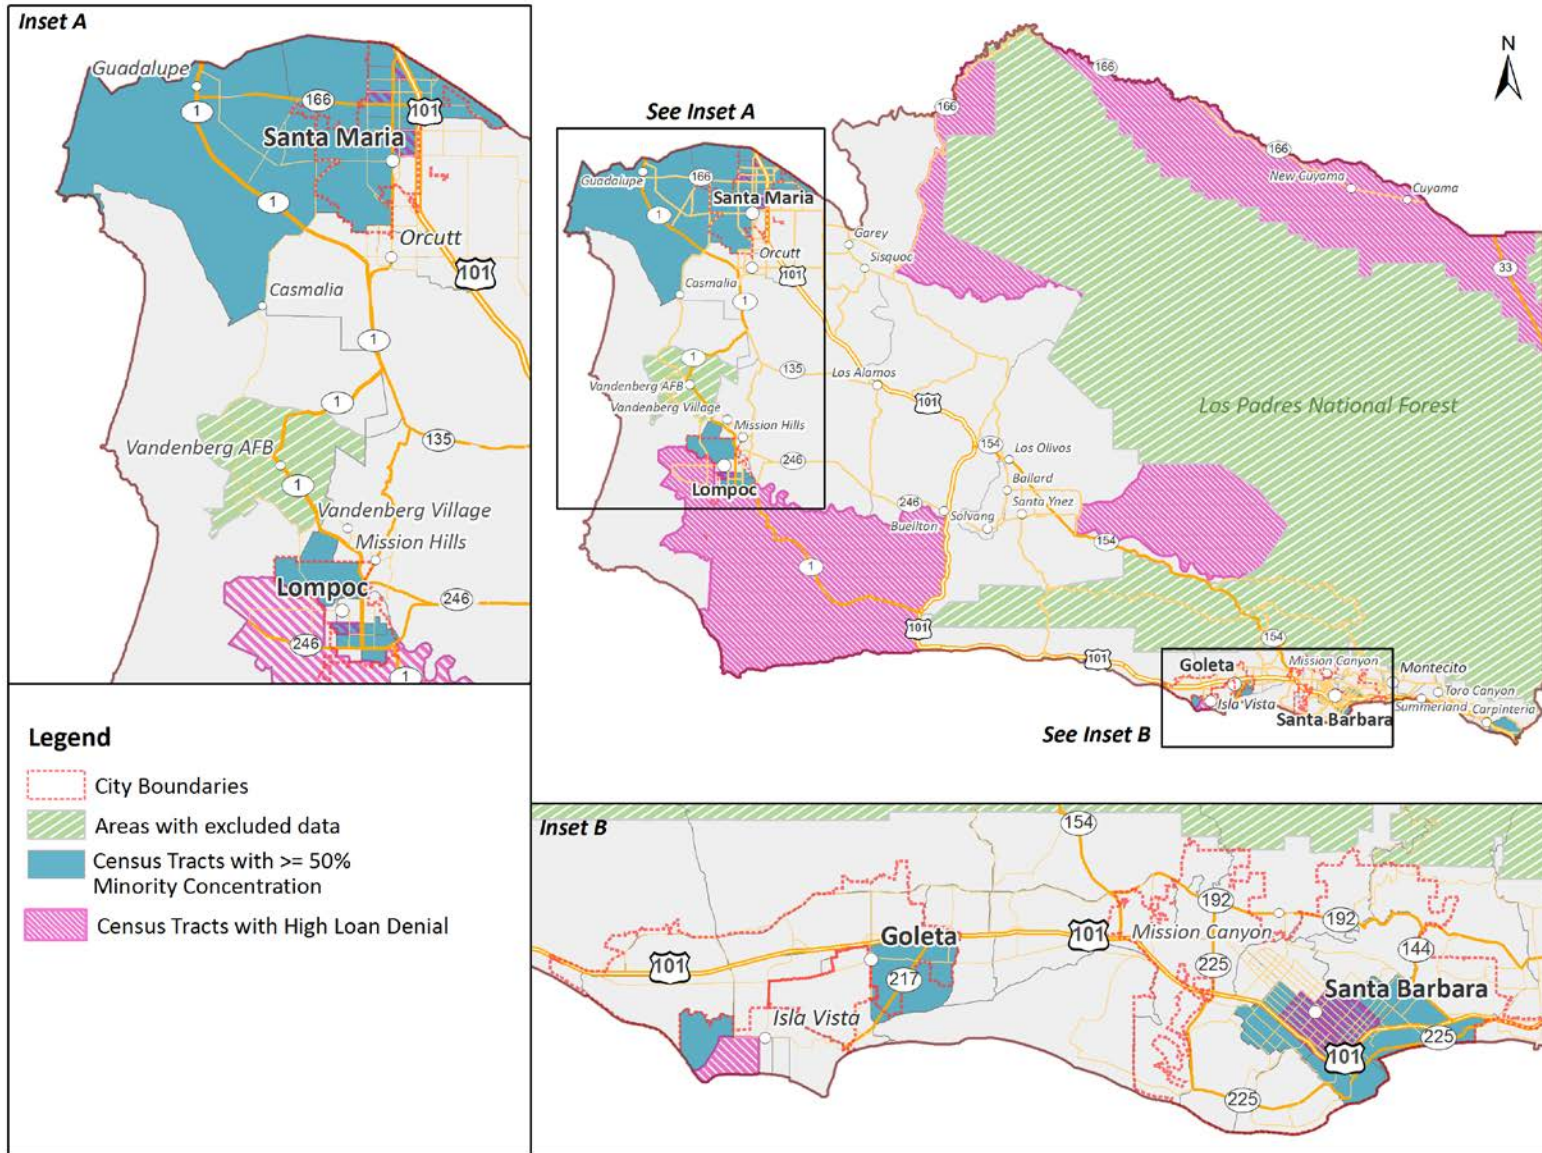 Inset A
Guadalupe
1
166
101
Santa Maria
1
Orcutt
101
Casmalia
1
1
135
Vandenberg AFB
1
Vandenberg Village
Mission Hills
Lompoc
246
246
1
Legend
City Boundaries
Areas with excluded data
Census Tracts with >= 50%
Minority Concentration
Census Tracts with High Loan Denial
N
See Inset A
166
166
166
Guadalupe
166
New Cuyama
Cuyama
Santa Maria
1
Garey
Orcutt
Sisquoc
101
33
Casmalia
1
1
135
Los Alamos
Vandenberg AFB
101
Vandenberg Village
Los Padres National Forest
Mission Hills
154
Los Olivos
246
Ballard
Lompoc
246
Santa Ynez
Buellton
Solvang
154
1
101
154
101
Goleta
Mission Canyon
Montecito
1
Isla Vista
Toro Canyon
Summerland
Carpinteria
Santa Barbara
See Inset B
Inset B
154
192
192
Mission Canyon
101
Goleta
144
101
225
217
Santa Barbara
Isla Vista
225
101
225